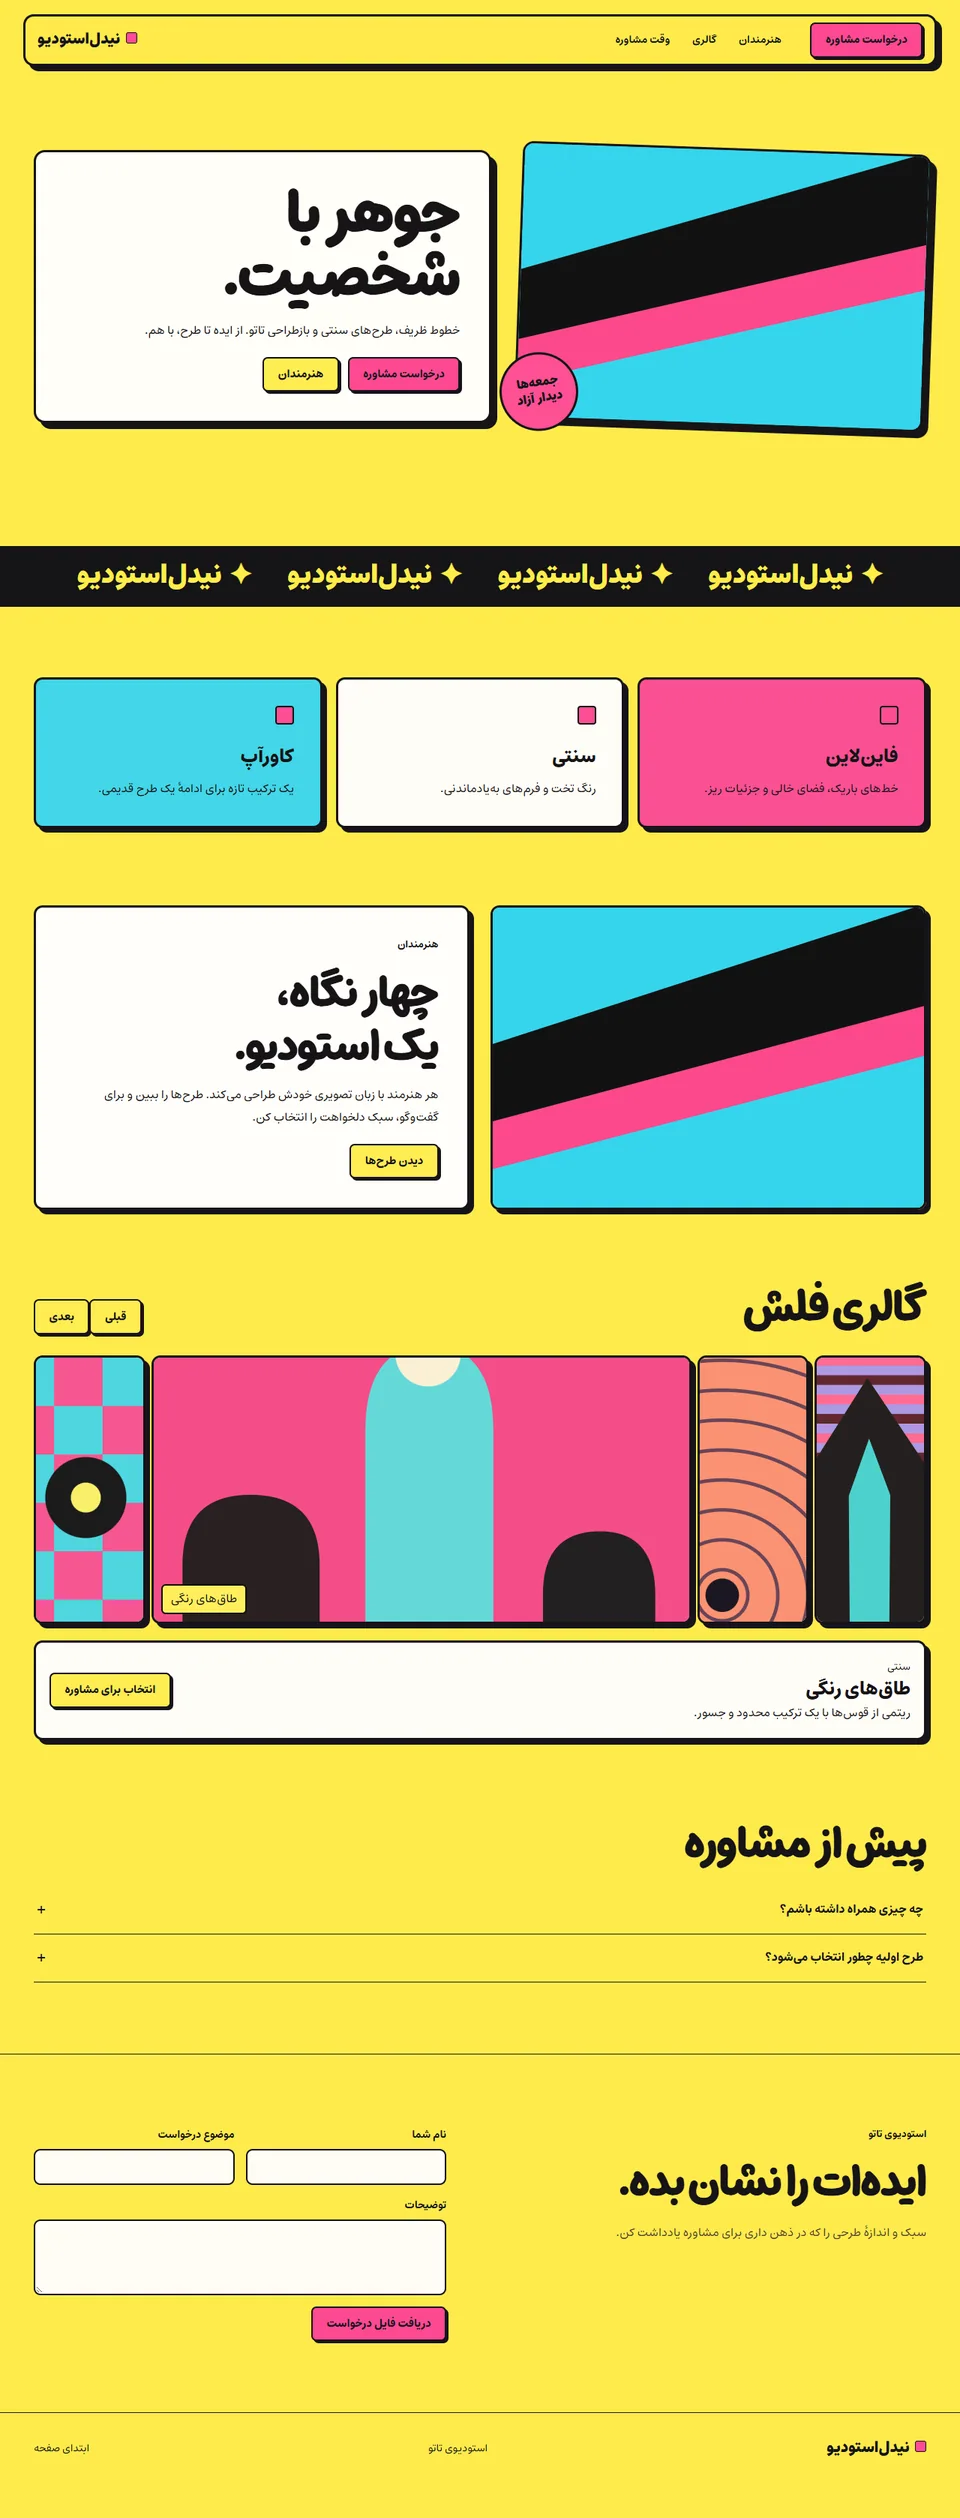 نیدل‌استودیو
هنرمندان
گالری
وقت مشاوره
درخواست مشاوره
جوهر با
شخصیت.
خطوط ظریف، طرح‌های سنتی و بازطراحی تاتو. از ایده تا طرح، با هم.
درخواست مشاوره
هنرمندان
جمعه‌ها
دیدار آزاد
✦ نیدل‌استودیو ✦ نیدل‌استودیو ✦ نیدل‌استودیو ✦ نیدل‌استودیو
فاین‌لاین
خط‌های باریک، فضای خالی و جزئیات ریز.
سنتی
رنگ تخت و فرم‌های به‌یادماندنی.
کاورآپ
یک ترکیب تازه برای ادامهٔ یک طرح قدیمی.
هنرمندان
چهار نگاه،
یک استودیو.
هر هنرمند با زبان تصویری خودش طراحی می‌کند. طرح‌ها را ببین و برای
گفت‌وگو، سبک دلخواهت را انتخاب کن.
دیدن طرح‌ها
گالری فلش
قبلی
بعدی
طاق‌های رنگی
سنتی
طاق‌های رنگی
ریتمی از قوس‌ها با یک ترکیب محدود و جسور.
انتخاب برای مشاوره
پیش از مشاوره
چه چیزی همراه داشته باشم؟ +
طرح اولیه چطور انتخاب می‌شود؟ +
استودیوی تاتو
ایده‌ات را نشان بده.
سبک و اندازهٔ طرحی را که در ذهن داری برای مشاوره یادداشت کن.
نام شما
موضوع درخواست
توضیحات
دریافت فایل درخواست
نیدل‌استودیو
استودیوی تاتو
ابتدای صفحه